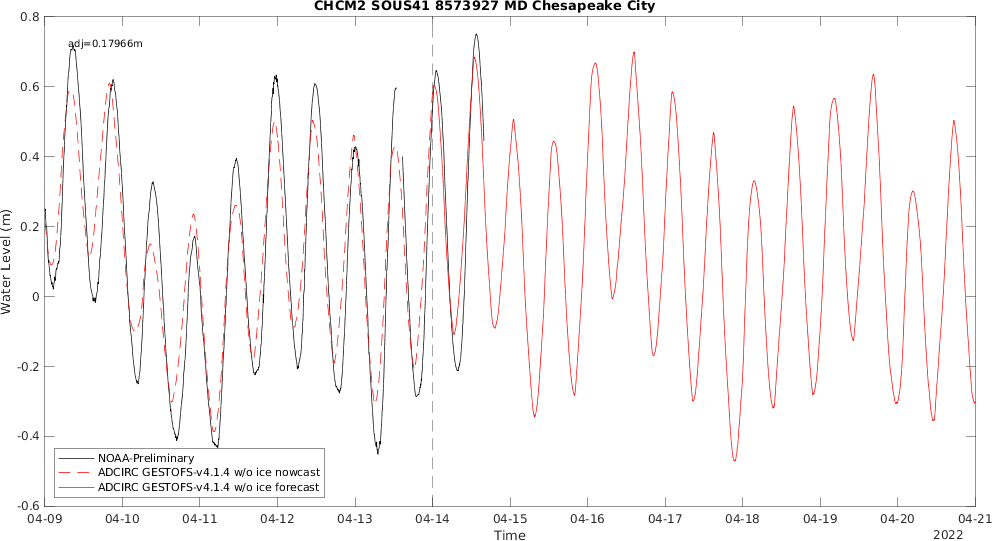 CHCM2 SOUS41 8573927 MD Chesapeake City
adj=0.17966m
0.8
0.6
0.4
0.2
0
-0.2
-0.4
-0.6
Water Level (m)
NOAA-Preliminary
ADCIRC GESTOFS-v4.1.4 w/o ice nowcast
ADCIRC GESTOFS-v4.1.4 w/o ice forecast
04-09 04-10 04-11 04-12 04-13 04-14 04-15 04-16 04-17 04-18 04-19 04-20 04-21
Time
2022